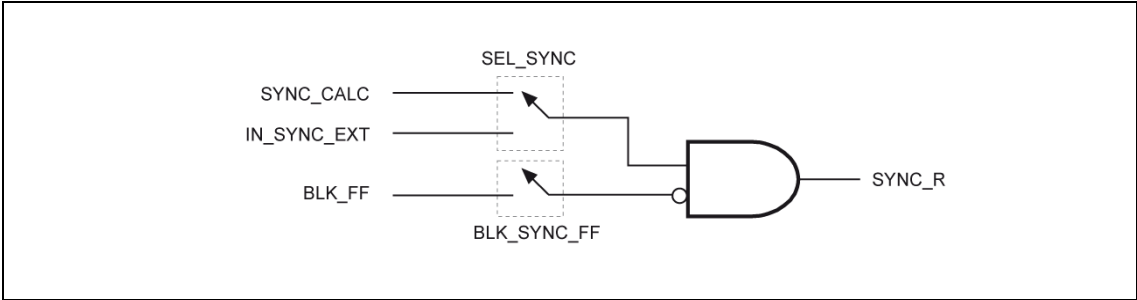 SEL_SYNC
SYNC_CALC
IN_SYNC_EXT
BLK_FF
SYNC_R
BLK_SYNC_FF